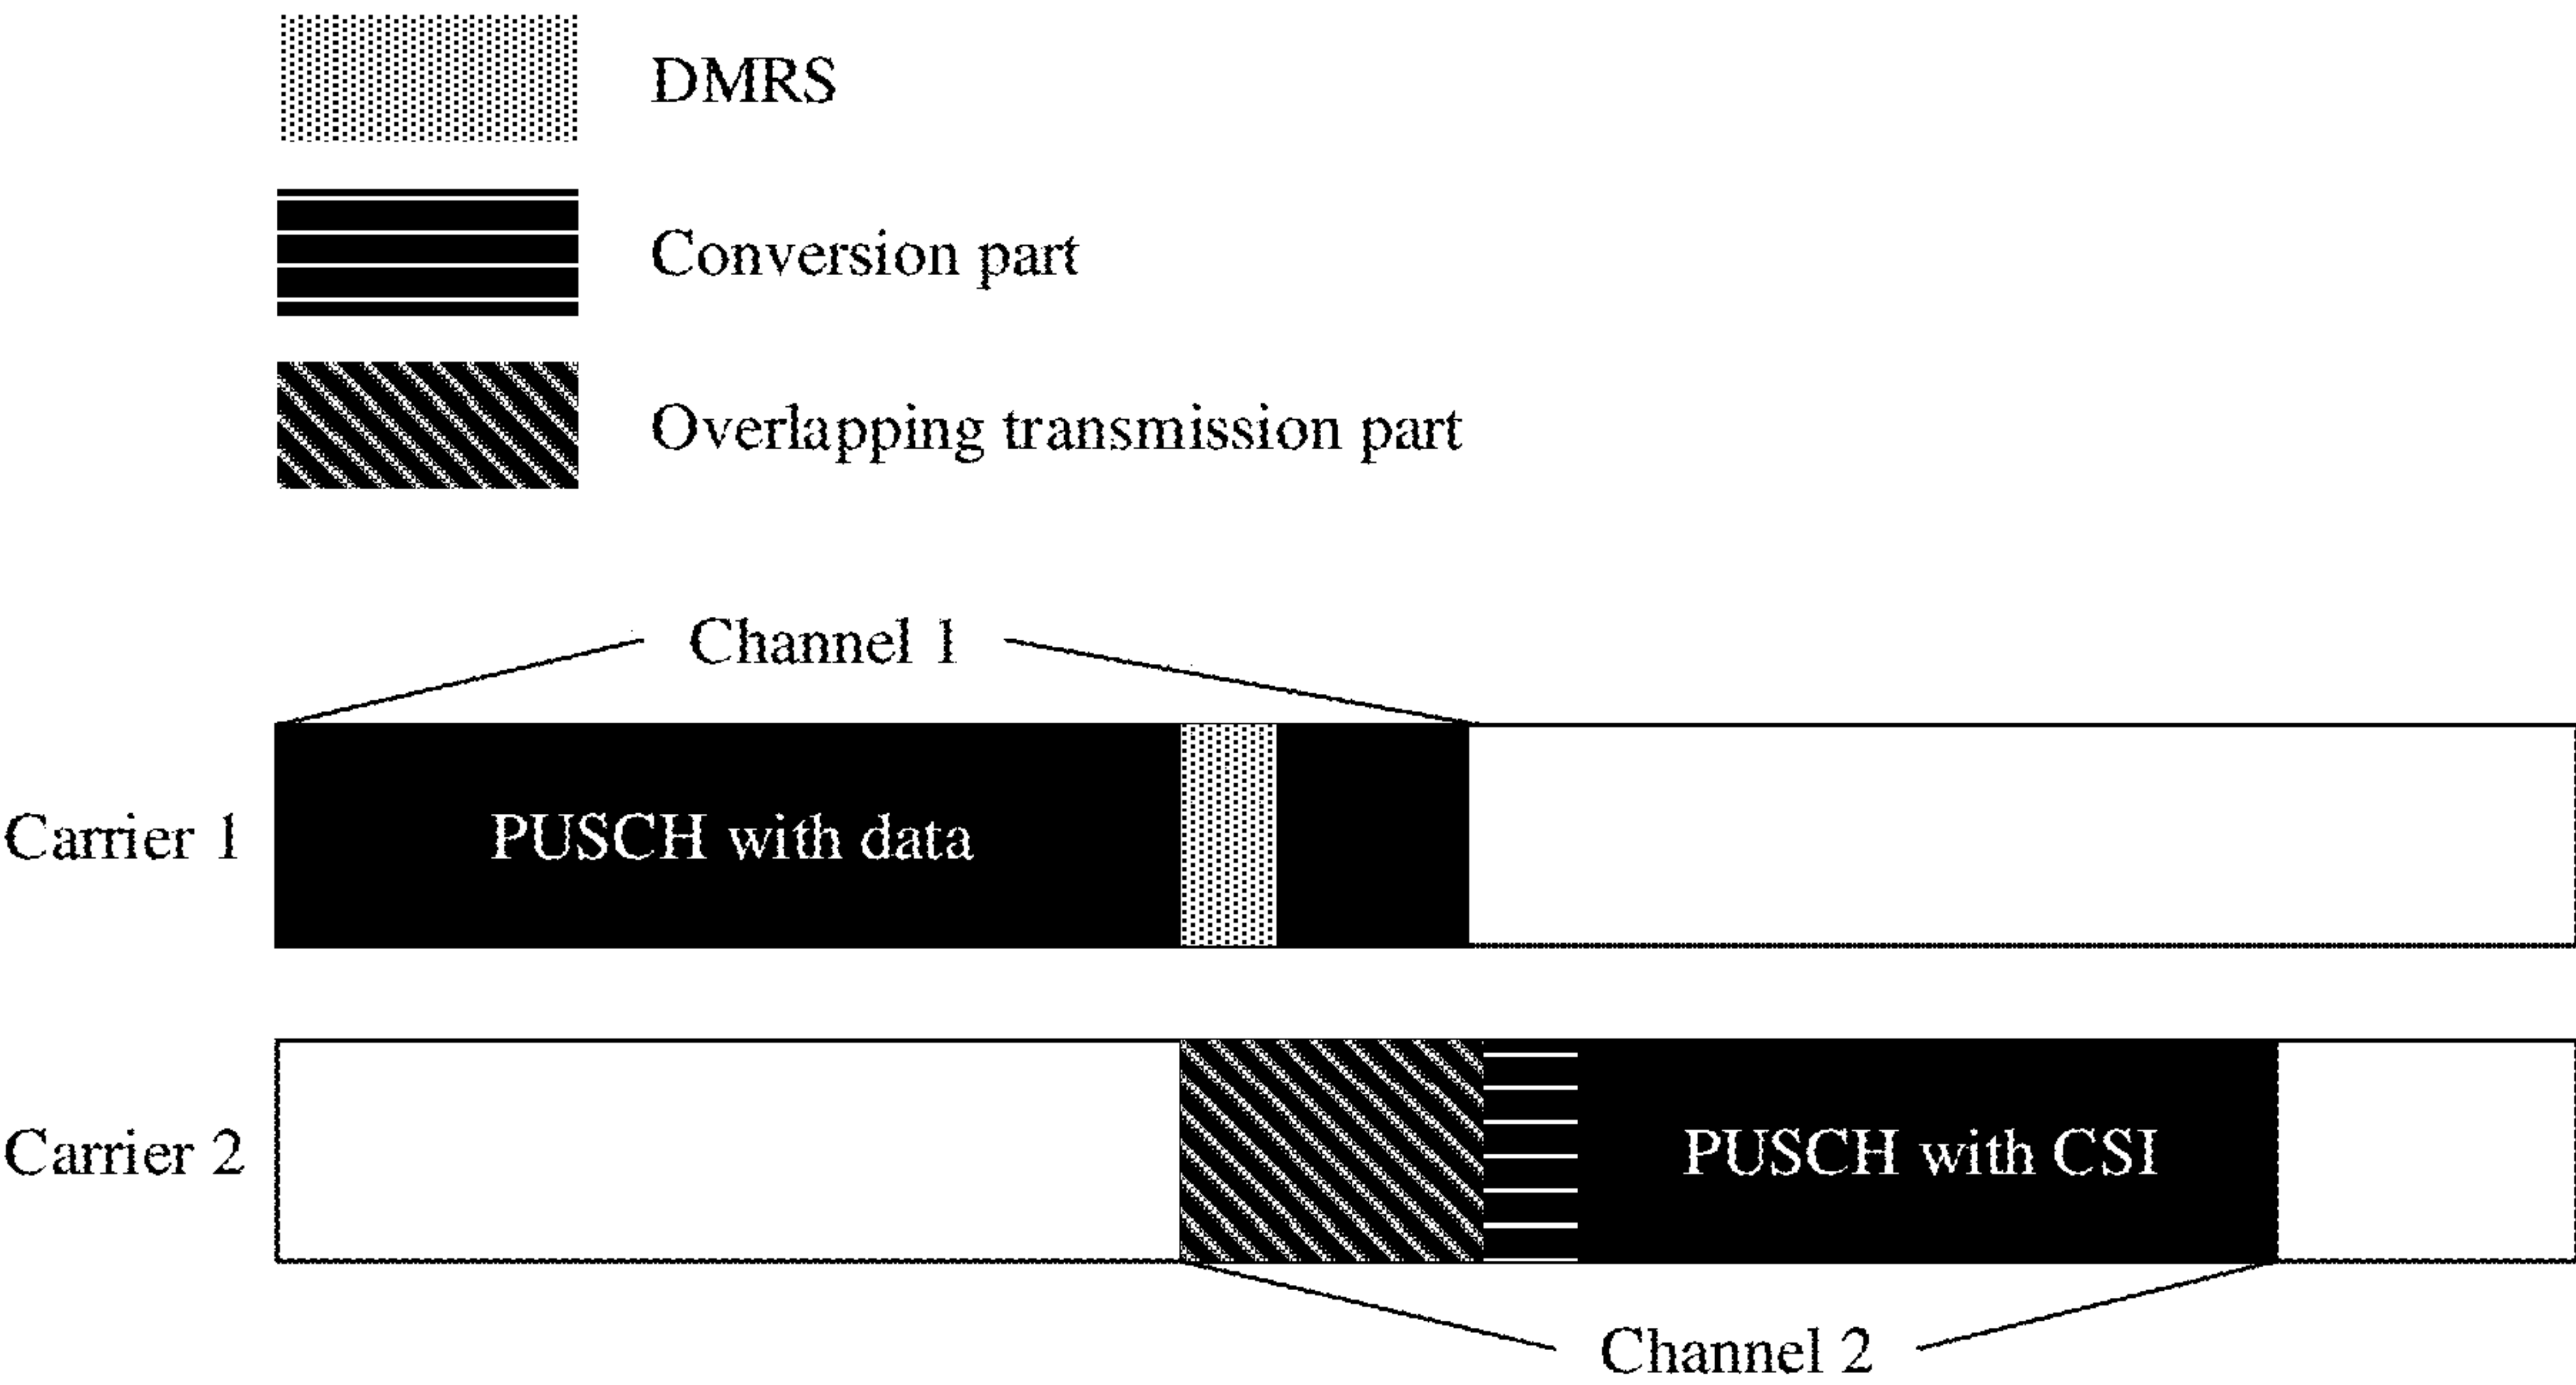 DMRS
Conversion part
Overlapping transmission part
Channel 1
Carrier 1
PUSCH with data
Carrier 2
PUSCH with CSI
Channel 2